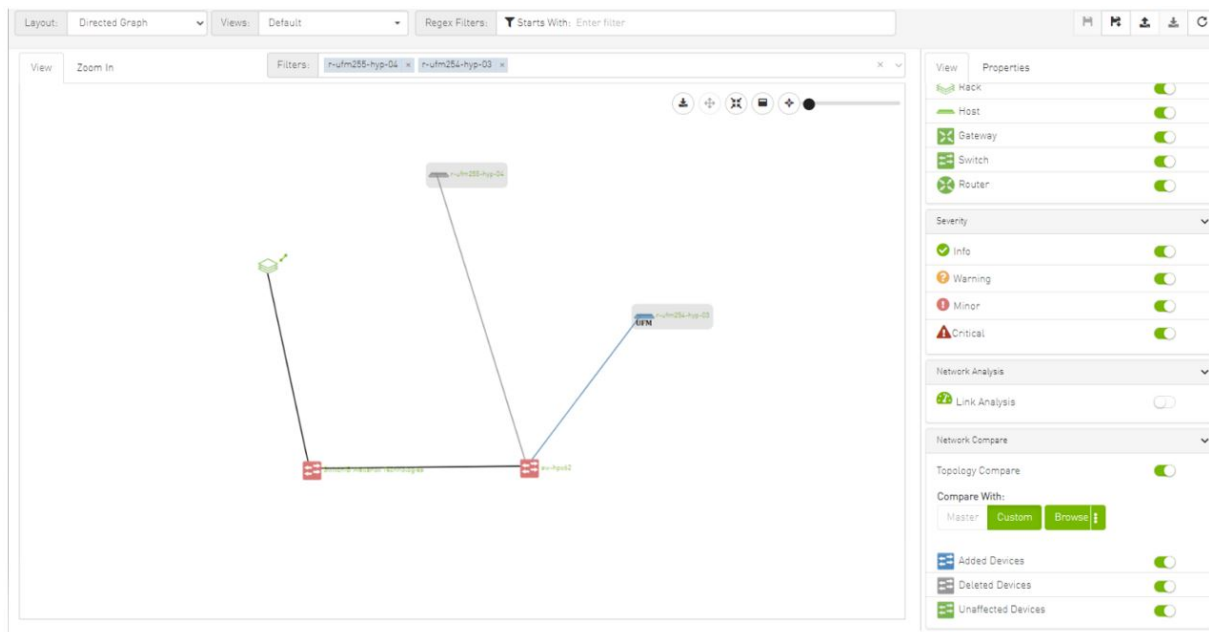 Layout: Directed Graph Views: Default Regex Filters: Starts With: Enter filter
View Zoom In Filters: r-ufm255-hyp-04 × r-ufm254-hyp-03 ×
View Properties
Rack
Host
Gateway
Switch
Router
Severity
Info
Warning
Minor
Critical
Network Analysis
Link Analysis
Network Compare
Topology Compare
Compare With:
Master Custom Browse
Added Devices
Deleted Devices
Unaffected Devices
r-ufm255-hyp-04
r-ufm254-hyp-03
UFM
Mellanox Technologies